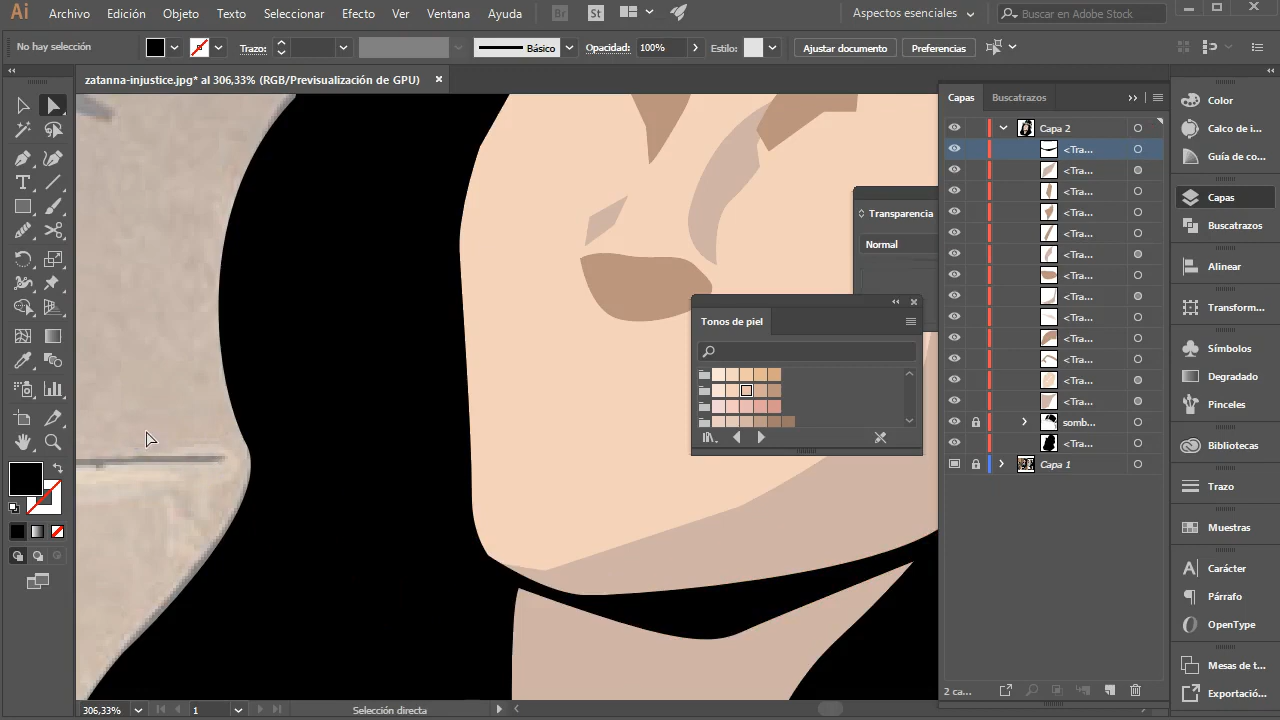 Ai Archivo Edición Objeto Texto Seleccionar Efecto Ver Ventana Ayuda Br St Aspectos esenciales Buscar en Adobe Stock
No hay selección Trazo: Básico Opacidad: 100% Estilo: Ajustar documento Preferencias
zatanna-injustice.jpg* al 306,33% (RGB/Previsualización de GPU)
Capas Buscatrazos
Capa 2
<Tra...
<Tra...
<Tra...
<Tra...
<Tra...
<Tra...
<Tra...
<Tra...
<Tra...
<Tra...
<Tra...
<Tra...
<Tra...
somb...
<Tra...
Capa 1
Transparencia
Normal
Tonos de piel
Color
Calco de i...
Guía de co...
Capas
Buscatrazos
Alinear
Transform...
Símbolos
Degradado
Pinceles
Bibliotecas
Trazo
Muestras
Carácter
Párrafo
OpenType
Mesas de t...
Exportació...
2 ca...
306,33% 1 Selección directa